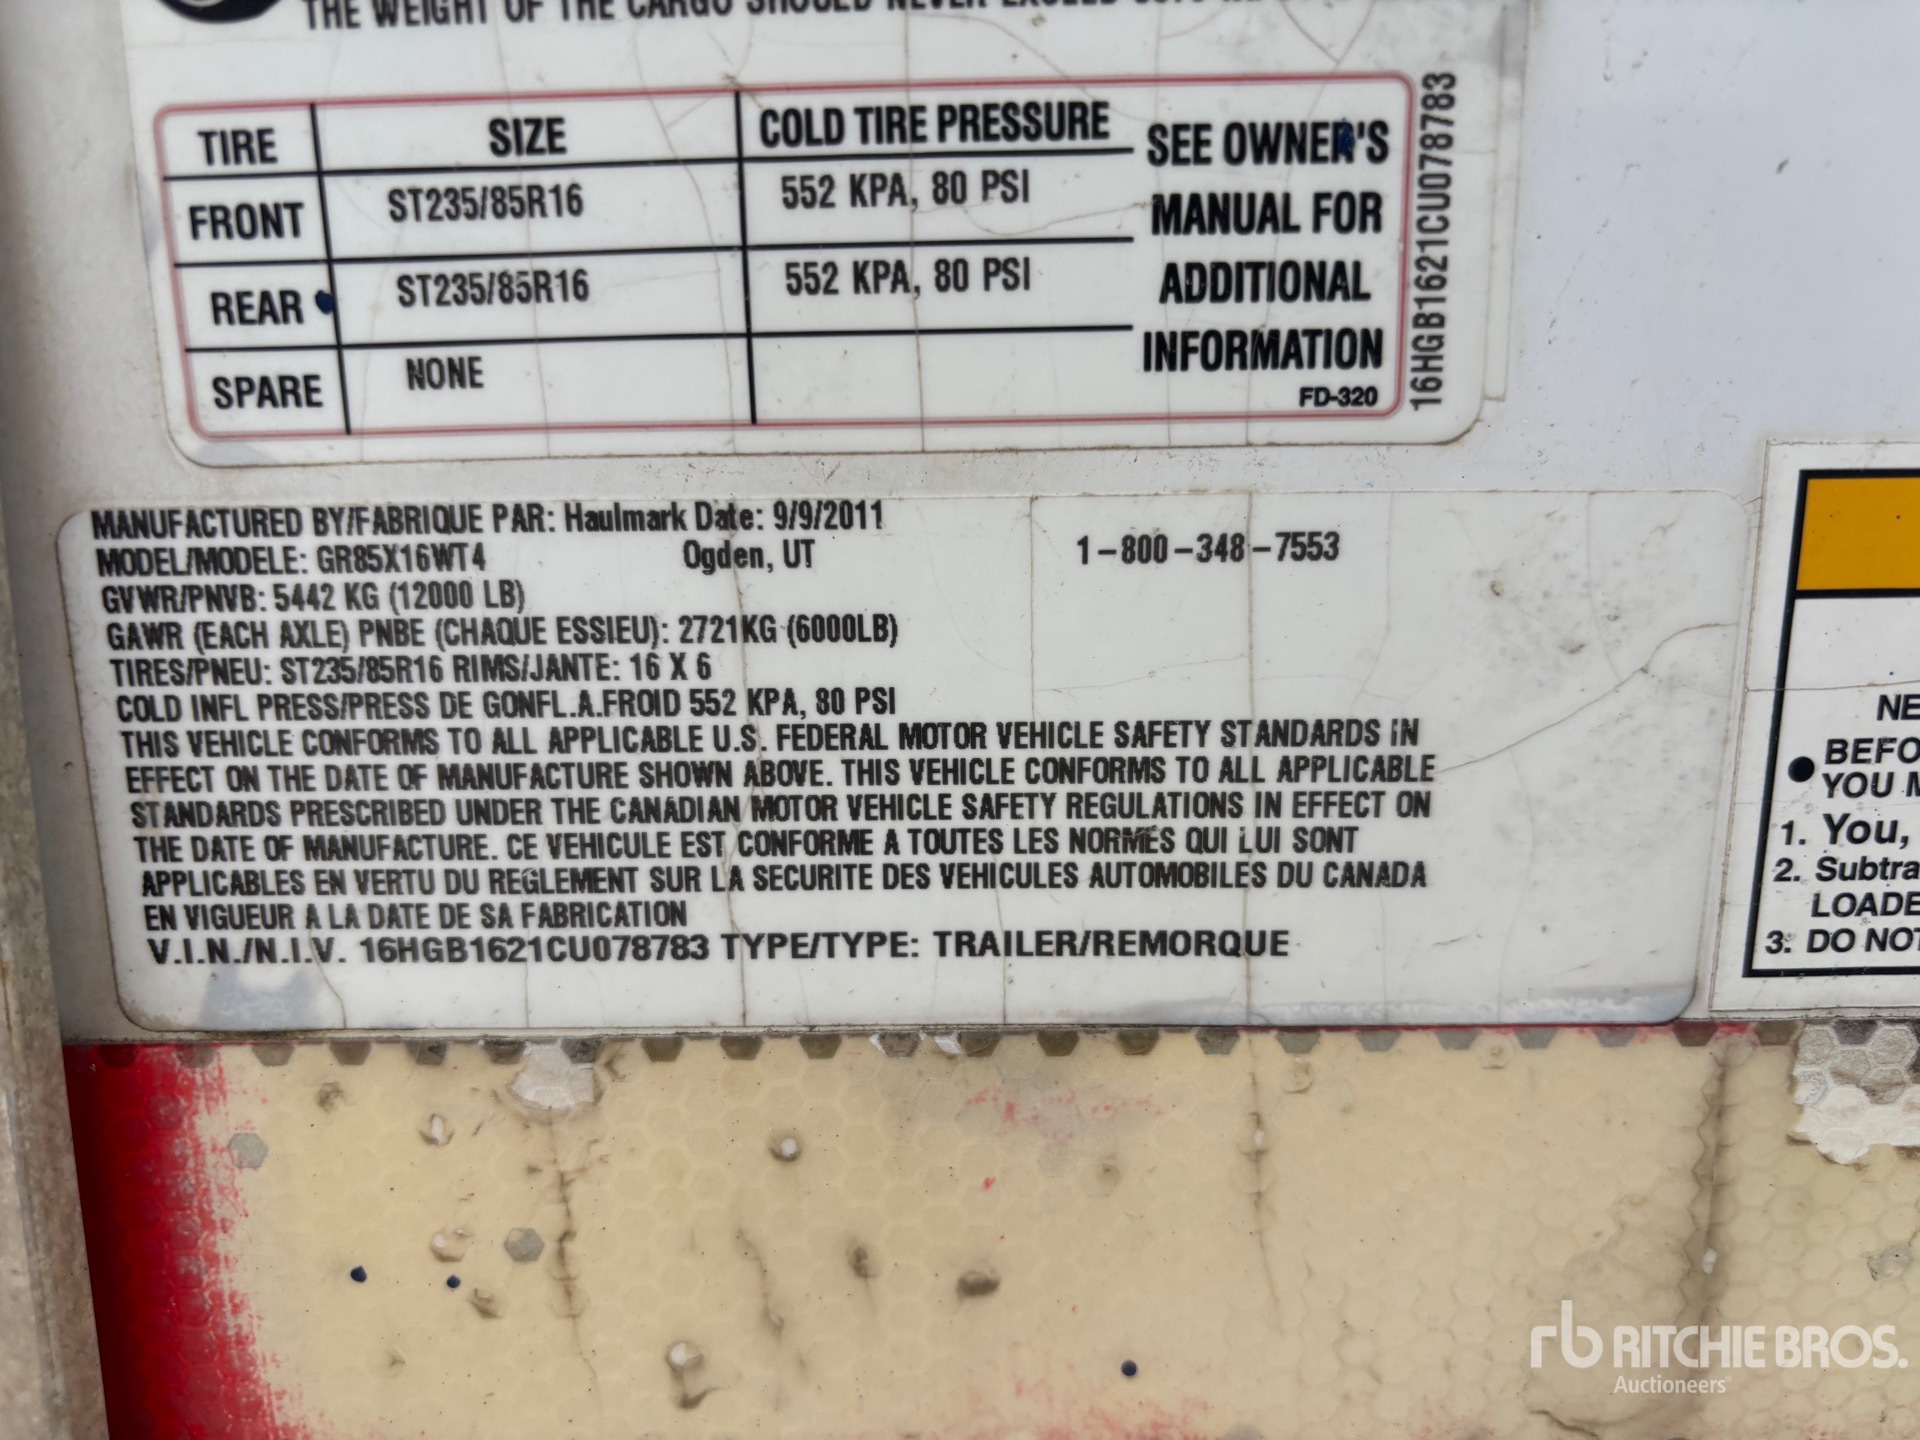 THE WEIGHT OF THE CARGO SHOULD NEVER EXCEED
TIRE SIZE COLD TIRE PRESSURE
FRONT ST235/85R16 552 KPA, 80 PSI
REAR ST235/85R16 552 KPA, 80 PSI
SPARE NONE
SEE OWNER'S
MANUAL FOR
ADDITIONAL
INFORMATION
FD-320
16HGB1621CU078783
MANUFACTURED BY/FABRIQUE PAR: Haulmark Date: 9/9/2011
MODEL/MODELE: GR85X16WT4 Ogden, UT 1-800-348-7553
GVWR/PNVB: 5442 KG (12000 LB)
GAWR (EACH AXLE) PNBE (CHAQUE ESSIEU): 2721KG (6000LB)
TIRES/PNEU: ST235/85R16 RIMS/JANTE: 16 X 6
COLD INFL PRESS/PRESS DE GONFL.A.FROID 552 KPA, 80 PSI
THIS VEHICLE CONFORMS TO ALL APPLICABLE U.S. FEDERAL MOTOR VEHICLE SAFETY STANDARDS IN
EFFECT ON THE DATE OF MANUFACTURE SHOWN ABOVE. THIS VEHICLE CONFORMS TO ALL APPLICABLE
STANDARDS PRESCRIBED UNDER THE CANADIAN MOTOR VEHICLE SAFETY REGULATIONS IN EFFECT ON
THE DATE OF MANUFACTURE. CE VEHICULE EST CONFORME A TOUTES LES NORMES QUI LUI SONT
APPLICABLES EN VERTU DU REGLEMENT SUR LA SECURITE DES VEHICULES AUTOMOBILES DU CANADA
EN VIGUEUR A LA DATE DE SA FABRICATION
V.I.N./N.I.V. 16HGB1621CU078783 TYPE/TYPE: TRAILER/REMORQUE
NE
● BEFO
YOU M
1. You,
2. Subtra
LOADE
3. DO NOT
rb RITCHIE BROS.
Auctioneers